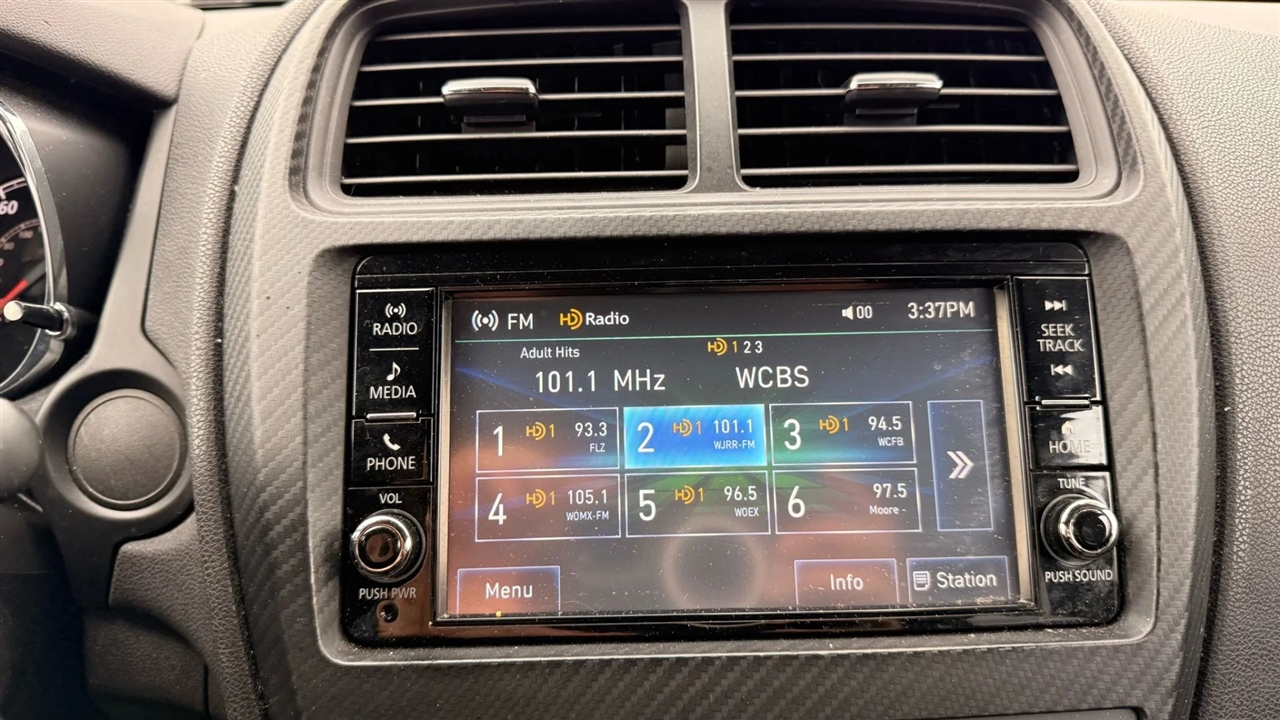 60
RADIO
MEDIA
PHONE
VOL
PUSH PWR
FM HD Radio 00 3:37PM
Adult Hits HD 1 2 3
101.1 MHz WCBS
1 HD 1 93.3 FLZ
2 HD 1 101.1 WJRR-FM
3 HD 1 94.5 WCFB
4 HD 1 105.1 WOMX-FM
5 HD 1 96.5 WOEX
6 97.5 Moore -
Menu Info Station
SEEK
TRACK
HOME
TUNE
PUSH SOUND